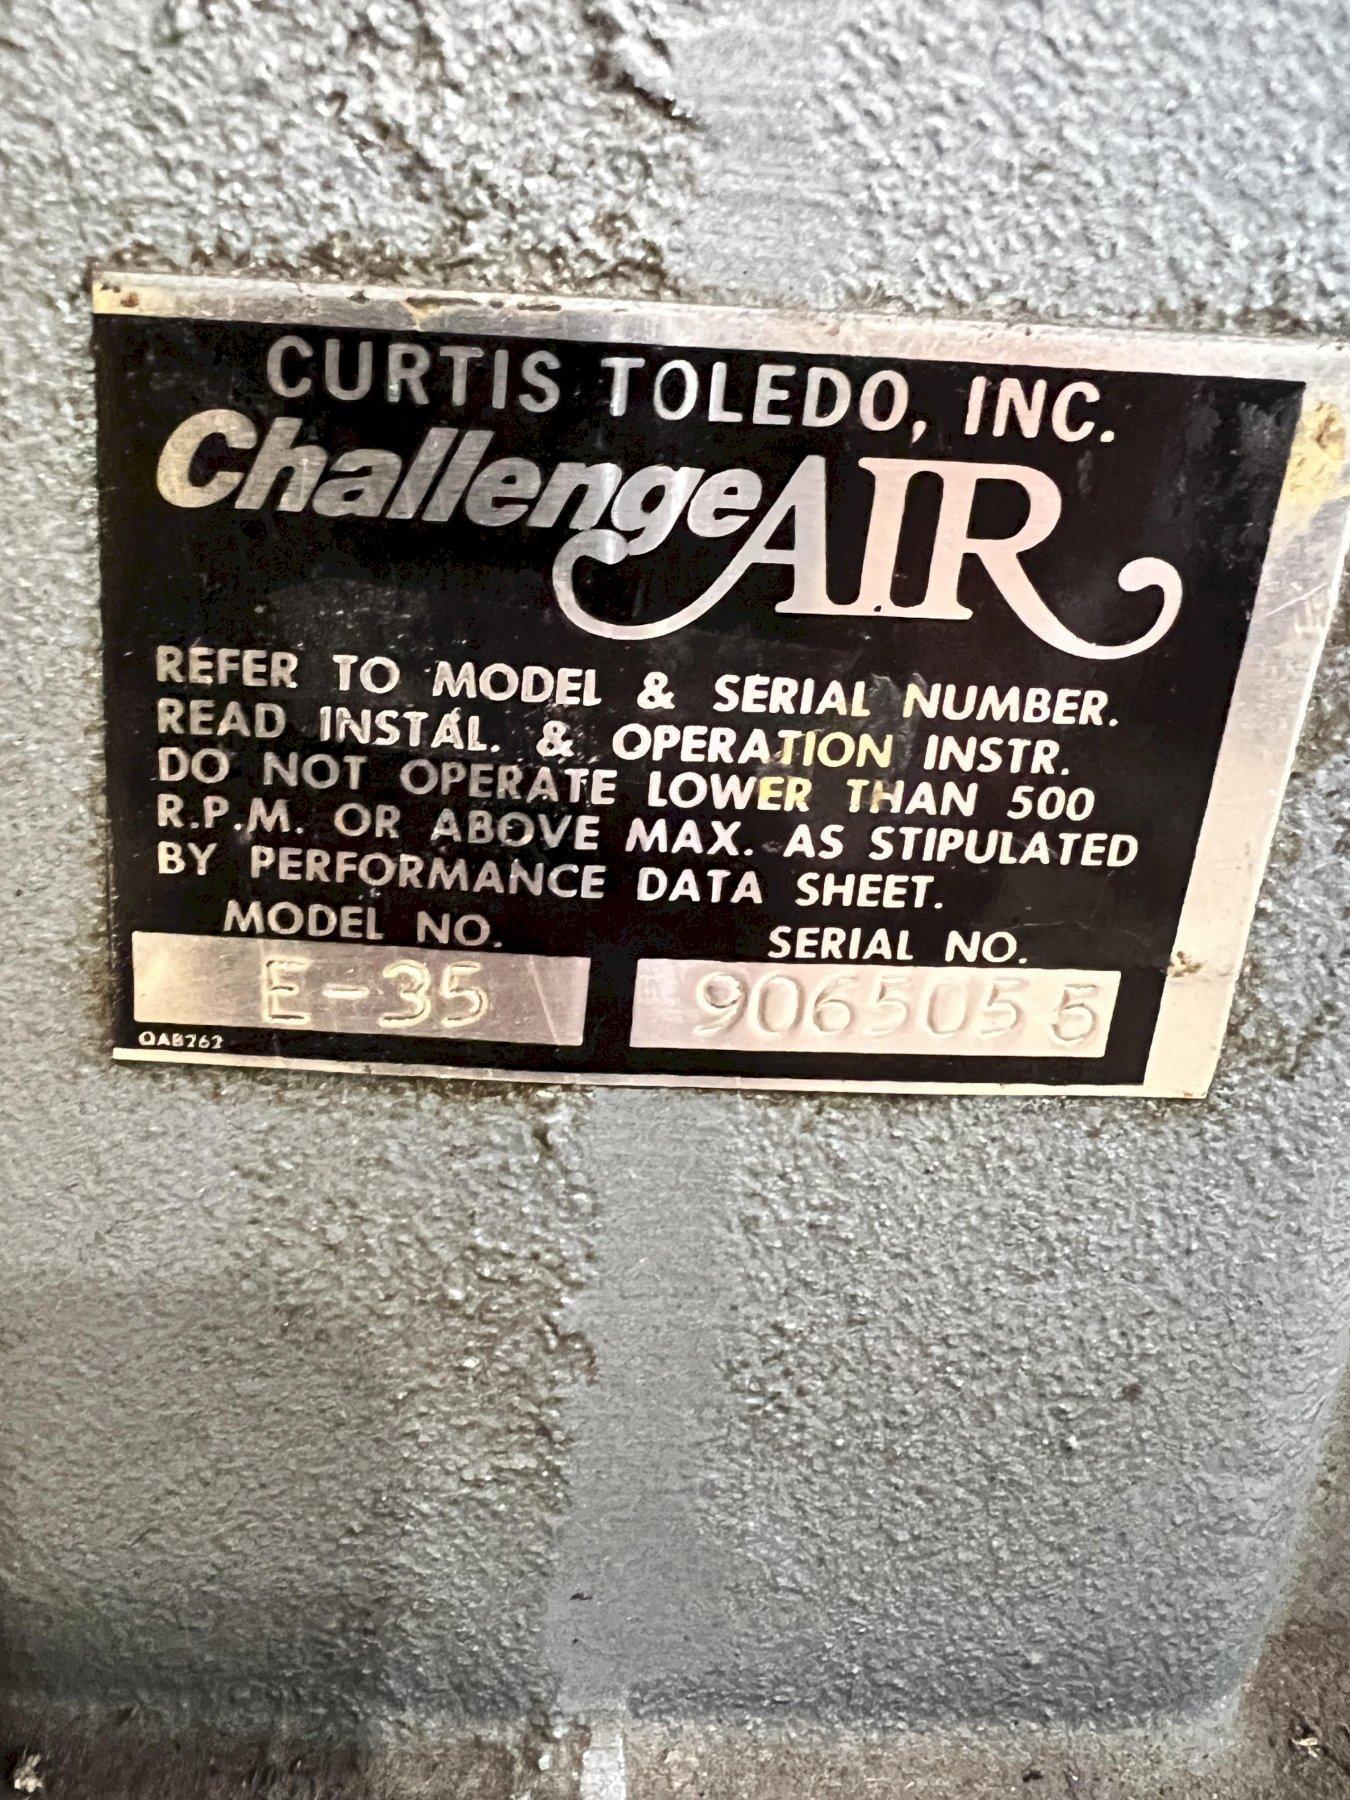 CURTIS TOLEDO, INC.
ChallengeAIR
REFER TO MODEL & SERIAL NUMBER.
READ INSTAL. & OPERATION INSTR.
DO NOT OPERATE LOWER THAN 500
R.P.M. OR ABOVE MAX. AS STIPULATED
BY PERFORMANCE DATA SHEET.
MODEL NO. SERIAL NO.
E-35 9065055
OAB762